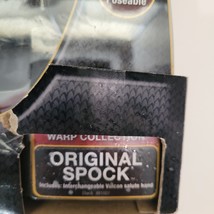 Poseable
WARP COLLECTION
ORIGINAL
SPOCK
Includes: Interchangeable Vulcan salute hand